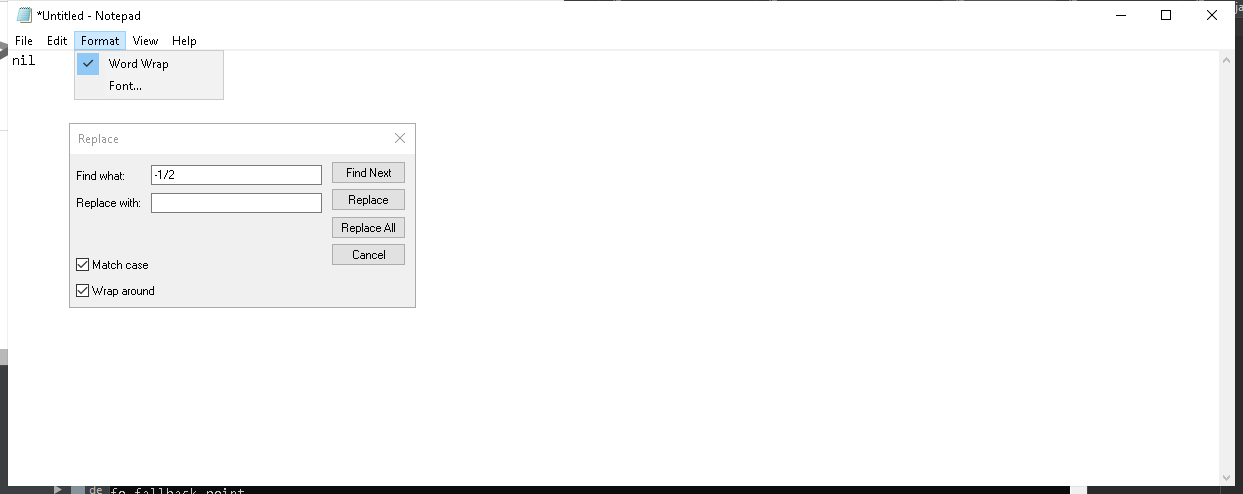 *Untitled - Notepad
File Edit Format View Help
nil
Word Wrap
Font...
Replace
Find what: -1/2 Find Next
Replace with: Replace
Replace All
Cancel
Match case
Wrap around
de fo fallback point